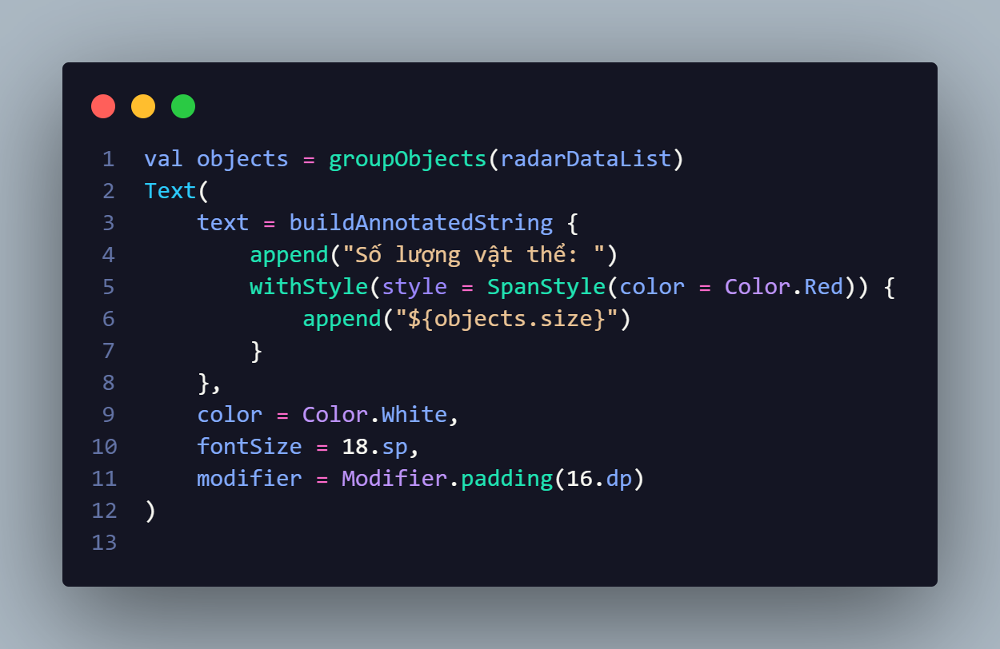 1 val objects = groupObjects(radarDataList)
2 Text(
3     text = buildAnnotatedString {
4         append("Số lượng vật thể: ")
5         withStyle(style = SpanStyle(color = Color.Red)) {
6             append("${objects.size}")
7         }
8     },
9     color = Color.White,
10     fontSize = 18.sp,
11     modifier = Modifier.padding(16.dp)
12 )
13